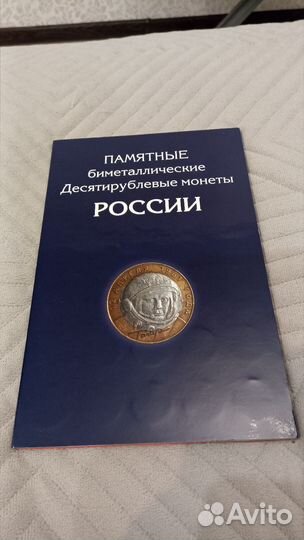 ПАМЯТНЫЕ
биметаллические
Десятирублевые монеты
РОССИИ
Avito